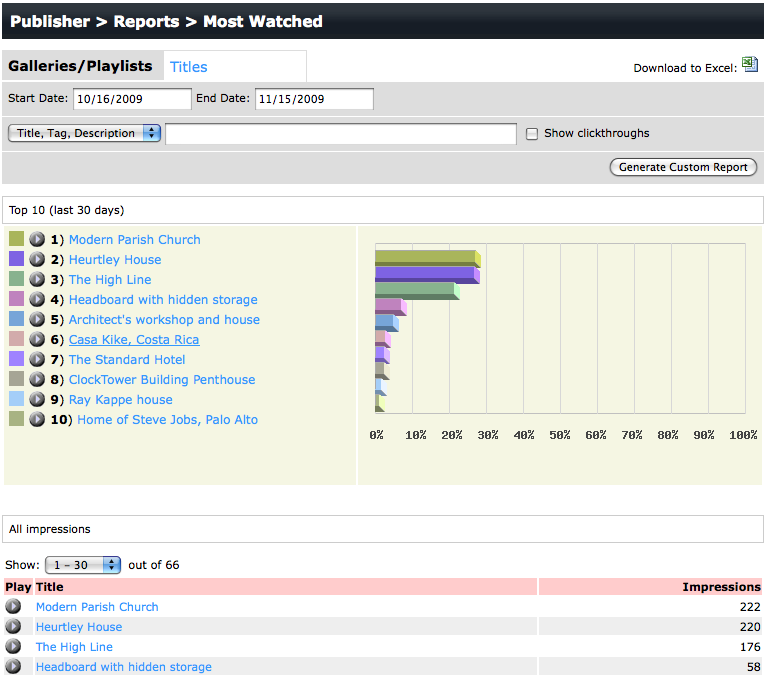 Publisher > Reports > Most Watched
Galleries/Playlists Titles
Download to Excel:
Start Date: 10/16/2009 End Date: 11/15/2009
Title, Tag, Description Show clickthroughs
Generate Custom Report
Top 10 (last 30 days)
1) Modern Parish Church
2) Heurtley House
3) The High Line
4) Headboard with hidden storage
5) Architect's workshop and house
6) Casa Kike, Costa Rica
7) The Standard Hotel
8) ClockTower Building Penthouse
9) Ray Kappe house
10) Home of Steve Jobs, Palo Alto
0% 10% 20% 30% 40% 50% 60% 70% 80% 90% 100%
All impressions
Show: 1 - 30 out of 66
Play Title Impressions
Modern Parish Church 222
Heurtley House 220
The High Line 176
Headboard with hidden storage 58